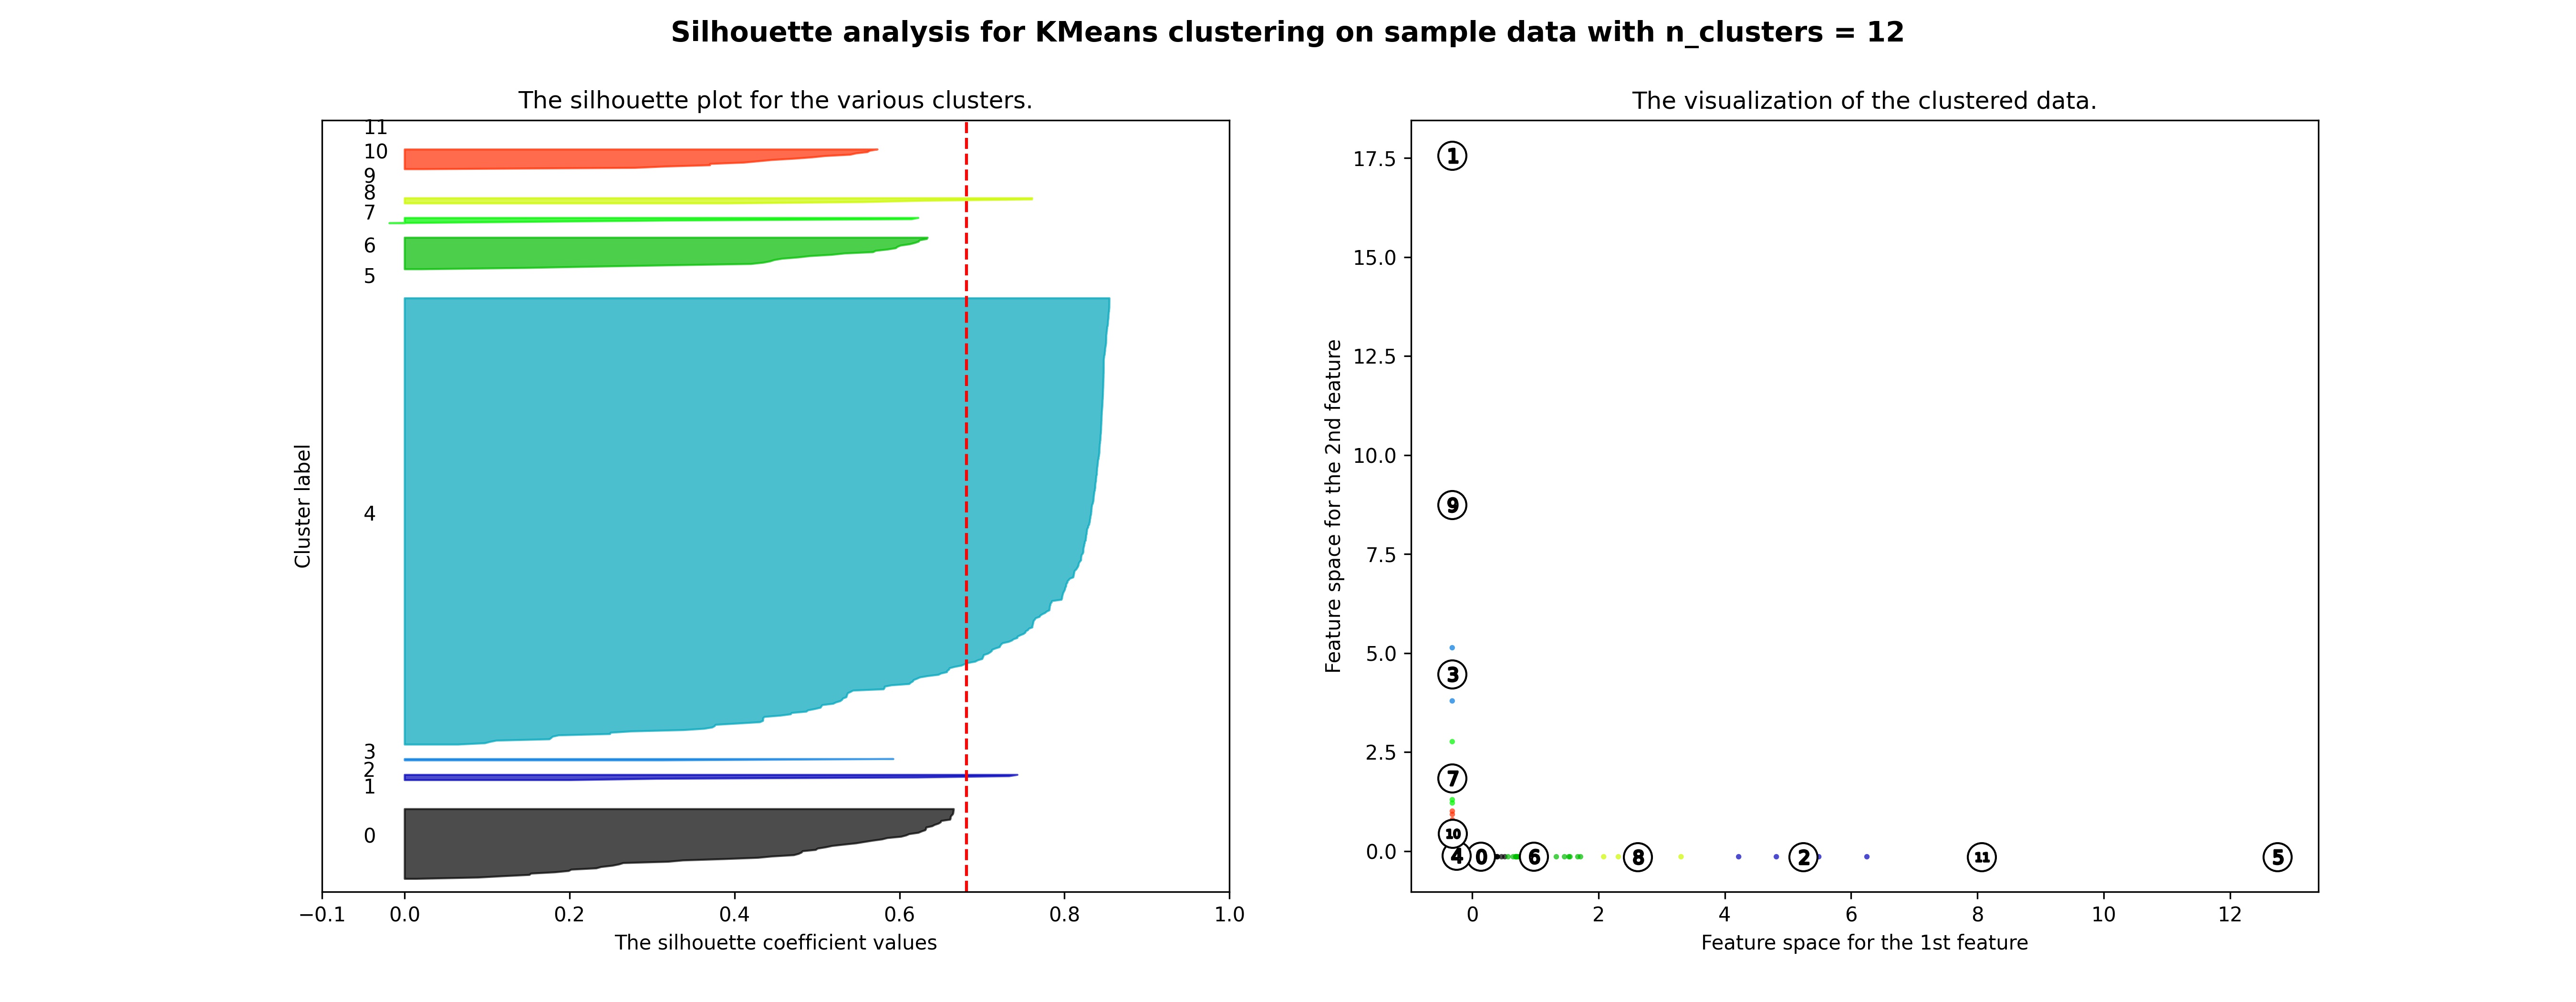 Silhouette analysis for KMeans clustering on sample data with n_clusters = 12
The silhouette plot for the various clusters.
11
10
9
8
7
6
5
4
3
2
1
0
Cluster label
−0.1 0.0 0.2 0.4 0.6 0.8 1.0
The silhouette coefficient values
The visualization of the clustered data.
17.5
15.0
12.5
10.0
7.5
5.0
2.5
0.0
Feature space for the 2nd feature
1
9
3
7
10
4 0 6 8 2 11 5
0 2 4 6 8 10 12
Feature space for the 1st feature